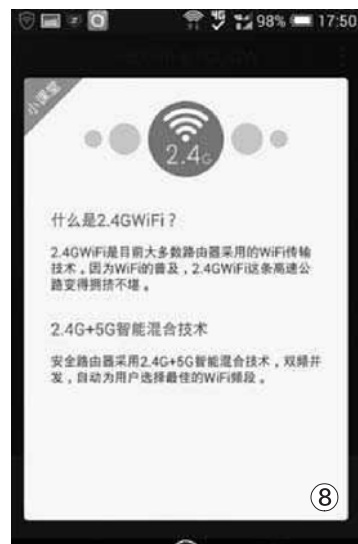 98% 17:50
小课堂
2.4G
什么是2.4GWiFi？
2.4GWiFi是目前大多数路由器采用的WiFi传输
技术，因为WiFi的普及，2.4GWiFi这条高速公
路变得拥挤不堪。
2.4G+5G智能混合技术
安全路由器采用2.4G+5G智能混合技术，双频并
发，自动为用户选择最佳的WiFi频段。
⑧